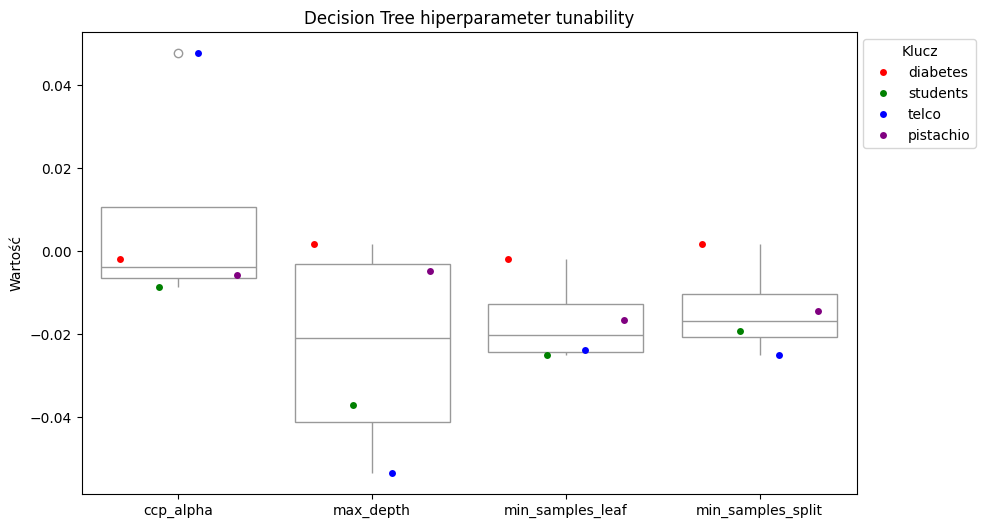 Decision Tree hiperparameter tunability
Klucz
diabetes
students
telco
pistachio
Wartość
0.04
0.02
0.00
−0.02
−0.04
ccp_alpha
max_depth
min_samples_leaf
min_samples_split